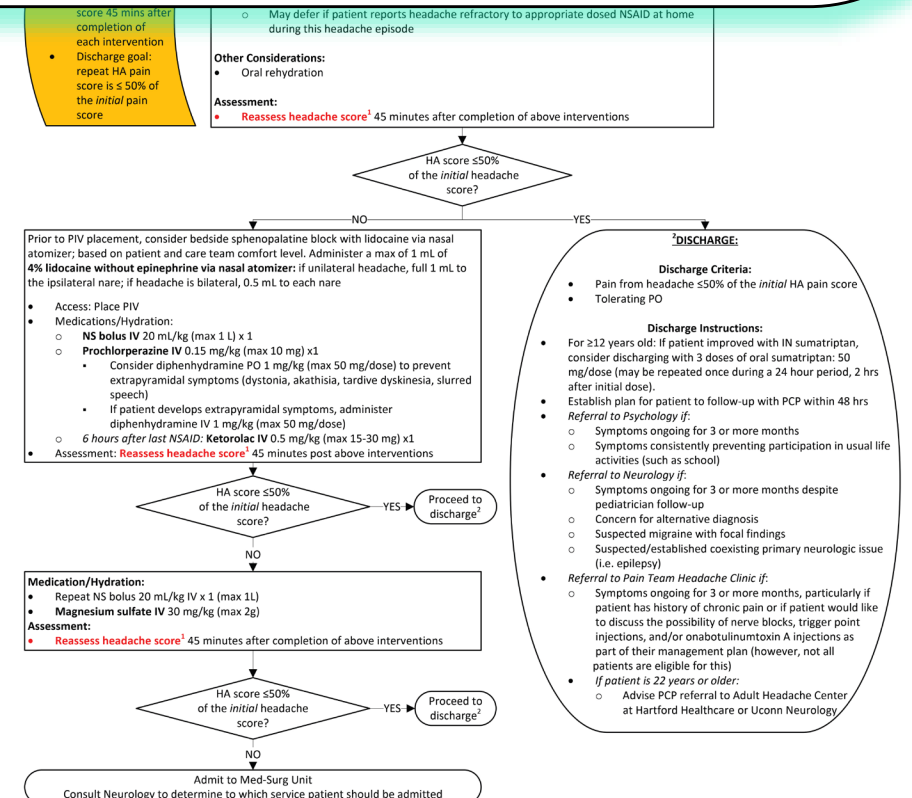 score 45 mins after
completion of
each intervention
• Discharge goal:
repeat HA pain
score is ≤ 50% of
the initial pain
score
o May defer if patient reports headache refractory to appropriate dosed NSAID at home
during this headache episode
Other Considerations:
• Oral rehydration
Assessment:
• Reassess headache score¹ 45 minutes after completion of above interventions
HA score ≤50%
of the initial headache
score?
NO
YES
Prior to PIV placement, consider bedside sphenopalatine block with lidocaine via nasal
atomizer; based on patient and care team comfort level. Administer a max of 1 mL of
4% lidocaine without epinephrine via nasal atomizer: if unilateral headache, full 1 mL to
the ipsilateral nare; if headache is bilateral, 0.5 mL to each nare
• Access: Place PIV
• Medications/Hydration:
o NS bolus IV 20 mL/kg (max 1 L) x 1
o Prochlorperazine IV 0.15 mg/kg (max 10 mg) x1
▪ Consider diphenhydramine PO 1 mg/kg (max 50 mg/dose) to prevent
extrapyramidal symptoms (dystonia, akathisia, tardive dyskinesia, slurred
speech)
▪ If patient develops extrapyramidal symptoms, administer
diphenhydramine IV 1 mg/kg (max 50 mg/dose)
o 6 hours after last NSAID: Ketorolac IV 0.5 mg/kg (max 15-30 mg) x1
• Assessment: Reassess headache score¹ 45 minutes post above interventions
HA score ≤50%
of the initial headache
score?
YES
Proceed to
discharge²
NO
Medication/Hydration:
• Repeat NS bolus 20 mL/kg IV x 1 (max 1L)
• Magnesium sulfate IV 30 mg/kg (max 2g)
Assessment:
• Reassess headache score¹ 45 minutes after completion of above interventions
HA score ≤50%
of the initial headache
score?
YES
Proceed to
discharge²
NO
Admit to Med-Surg Unit
Consult Neurology to determine to which service patient should be admitted
²DISCHARGE:
Discharge Criteria:
• Pain from headache ≤50% of the initial HA pain score
• Tolerating PO
Discharge Instructions:
• For ≥12 years old: If patient improved with IN sumatriptan,
consider discharging with 3 doses of oral sumatriptan: 50
mg/dose (may be repeated once during a 24 hour period, 2 hrs
after initial dose).
• Establish plan for patient to follow-up with PCP within 48 hrs
• Referral to Psychology if:
o Symptoms ongoing for 3 or more months
o Symptoms consistently preventing participation in usual life
activities (such as school)
• Referral to Neurology if:
o Symptoms ongoing for 3 or more months despite
pediatrician follow-up
o Concern for alternative diagnosis
o Suspected migraine with focal findings
o Suspected/established coexisting primary neurologic issue
(i.e. epilepsy)
• Referral to Pain Team Headache Clinic if:
o Symptoms ongoing for 3 or more months, particularly if
patient has history of chronic pain or if patient would like
to discuss the possibility of nerve blocks, trigger point
injections, and/or onabotulinumtoxin A injections as
part of their management plan (however, not all
patients are eligible for this)
• If patient is 22 years or older:
o Advise PCP referral to Adult Headache Center
at Hartford Healthcare or Uconn Neurology